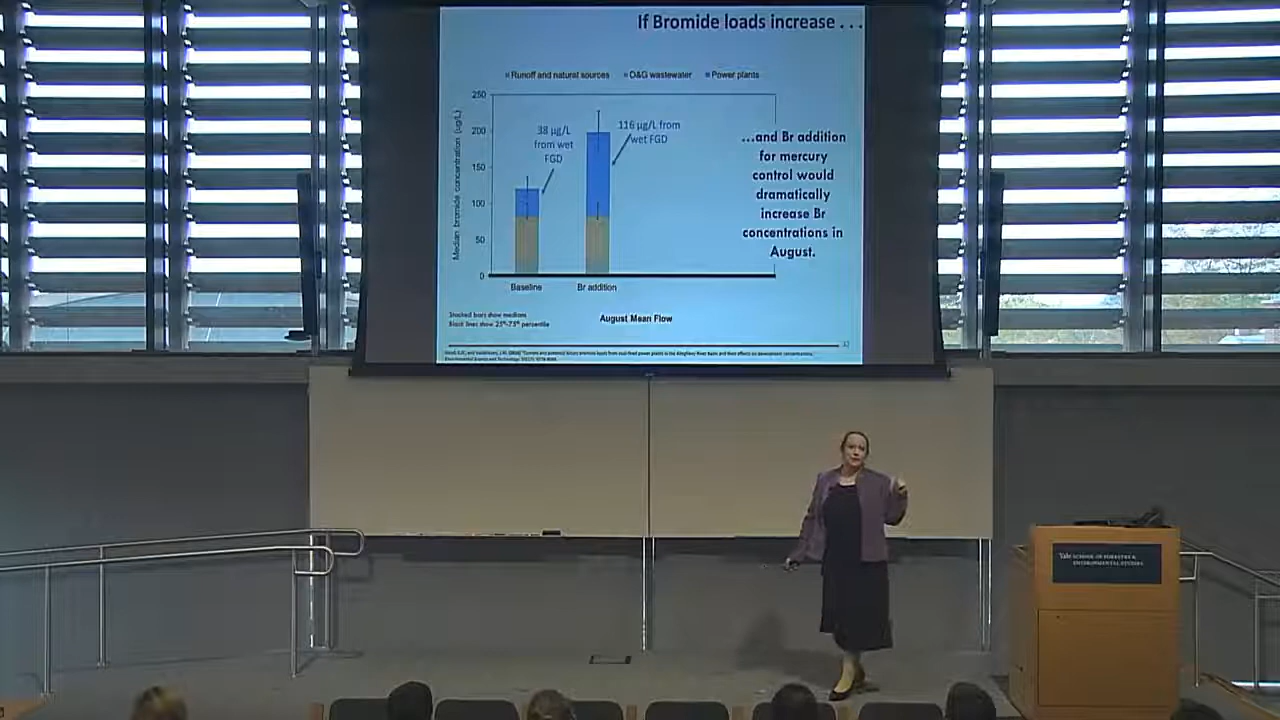 If Bromide loads increase . . .
Runoff and natural sources O&G wastewater Power plants
Median bromide concentration (ug/L)
250
200
150
100
50
0
38 µg/L
from wet
FGD
116 µg/L from
wet FGD
Baseline
Br addition
August Mean Flow
...and Br addition
for mercury
control would
dramatically
increase Br
concentrations in
August.
Stacked bars show medians
Black lines show 25th-75th percentile
Yale SCHOOL OF FORESTRY &
ENVIRONMENTAL STUDIES